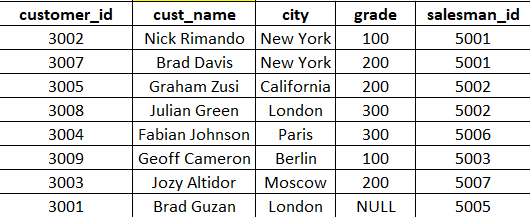 customer_id cust_name city grade salesman_id
3002 Nick Rimando New York 100 5001
3007 Brad Davis New York 200 5001
3005 Graham Zusi California 200 5002
3008 Julian Green London 300 5002
3004 Fabian Johnson Paris 300 5006
3009 Geoff Cameron Berlin 100 5003
3003 Jozy Altidor Moscow 200 5007
3001 Brad Guzan London NULL 5005